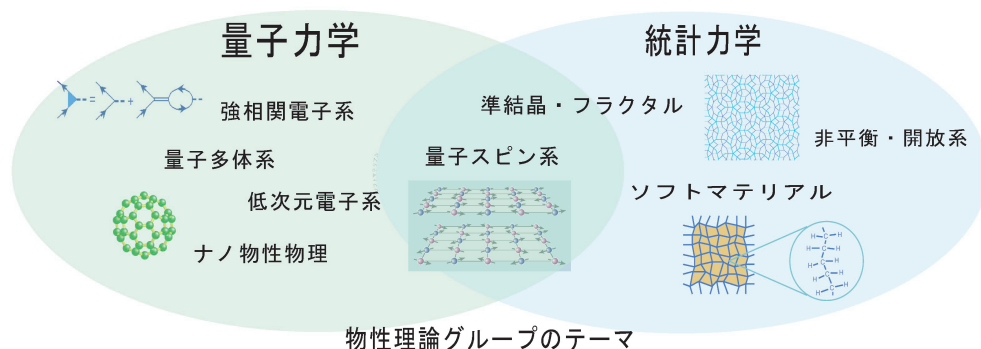 量子力学
統計力学
強相関電子系
準結晶・フラクタル
非平衡・開放系
量子多体系
量子スピン系
低次元電子系
ソフトマテリアル
ナノ物性物理
物性理論グループのテーマ